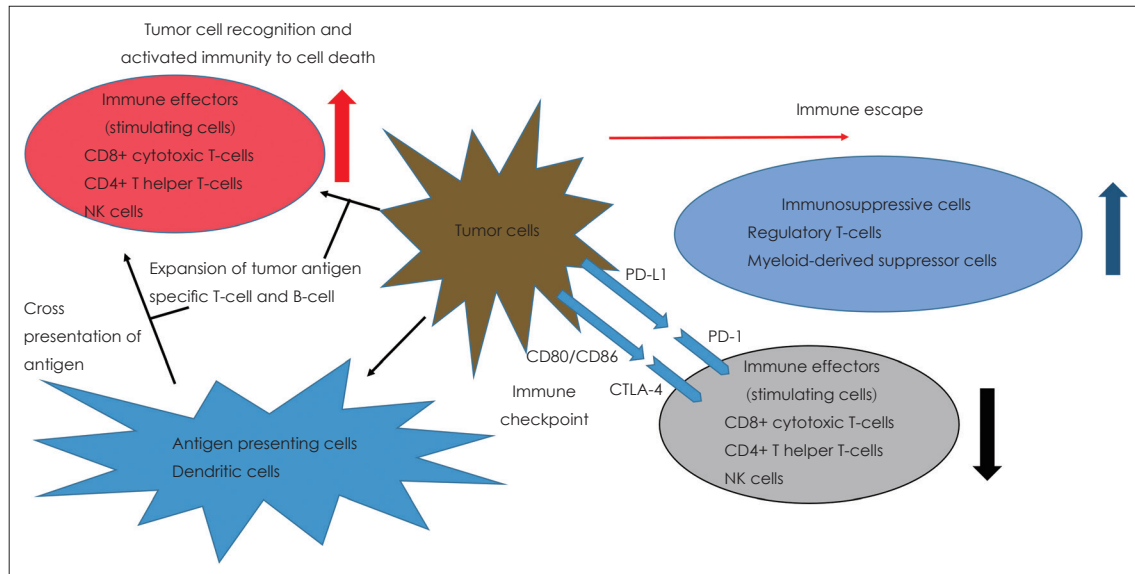 Tumor cell recognition and
activated immunity to cell death
Immune effectors
(stimulating cells)
CD8+ cytotoxic T-cells
CD4+ T helper T-cells
NK cells
Immune escape
Tumor cells
Immunosuppressive cells
Regulatory T-cells
Myeloid-derived suppressor cells
Expansion of tumor antigen
specific T-cell and B-cell
Cross
presentation of
antigen
PD-L1
PD-1
CD80/CD86
CTLA-4
Immune
checkpoint
Immune effectors
(stimulating cells)
CD8+ cytotoxic T-cells
CD4+ T helper T-cells
NK cells
Antigen presenting cells
Dendritic cells